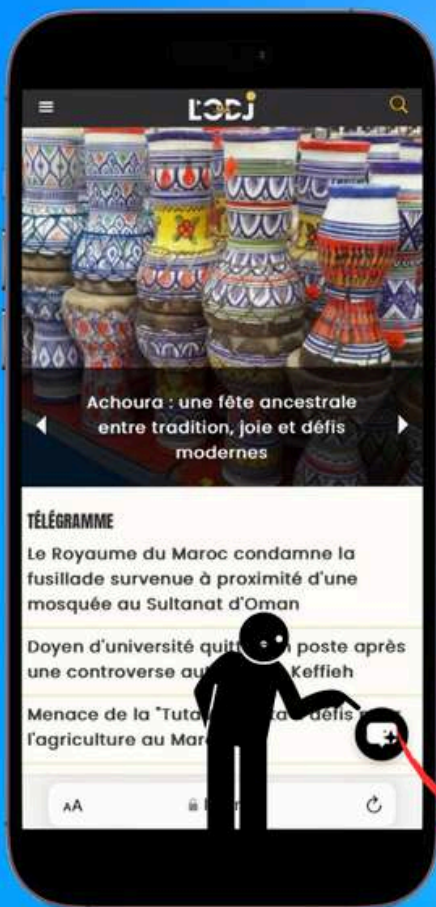 L'ODJ
Achoura : une fête ancestrale
entre tradition, joie et défis
modernes
TÉLÉGRAMME
Le Royaume du Maroc condamne la
fusillade survenue à proximité d'une
mosquée au Sultanat d'Oman
Doyen d'université poste après
une controverse Keffieh
Menace de la "Tuta défis
l'agriculture au
AA